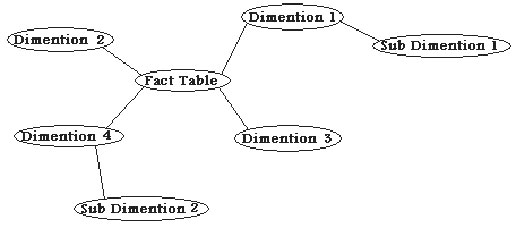 Dimention 1
Dimention 2
Sub Dimention 1
Fact Table
Dimention 4
Dimention 3
Sub Dimention 2